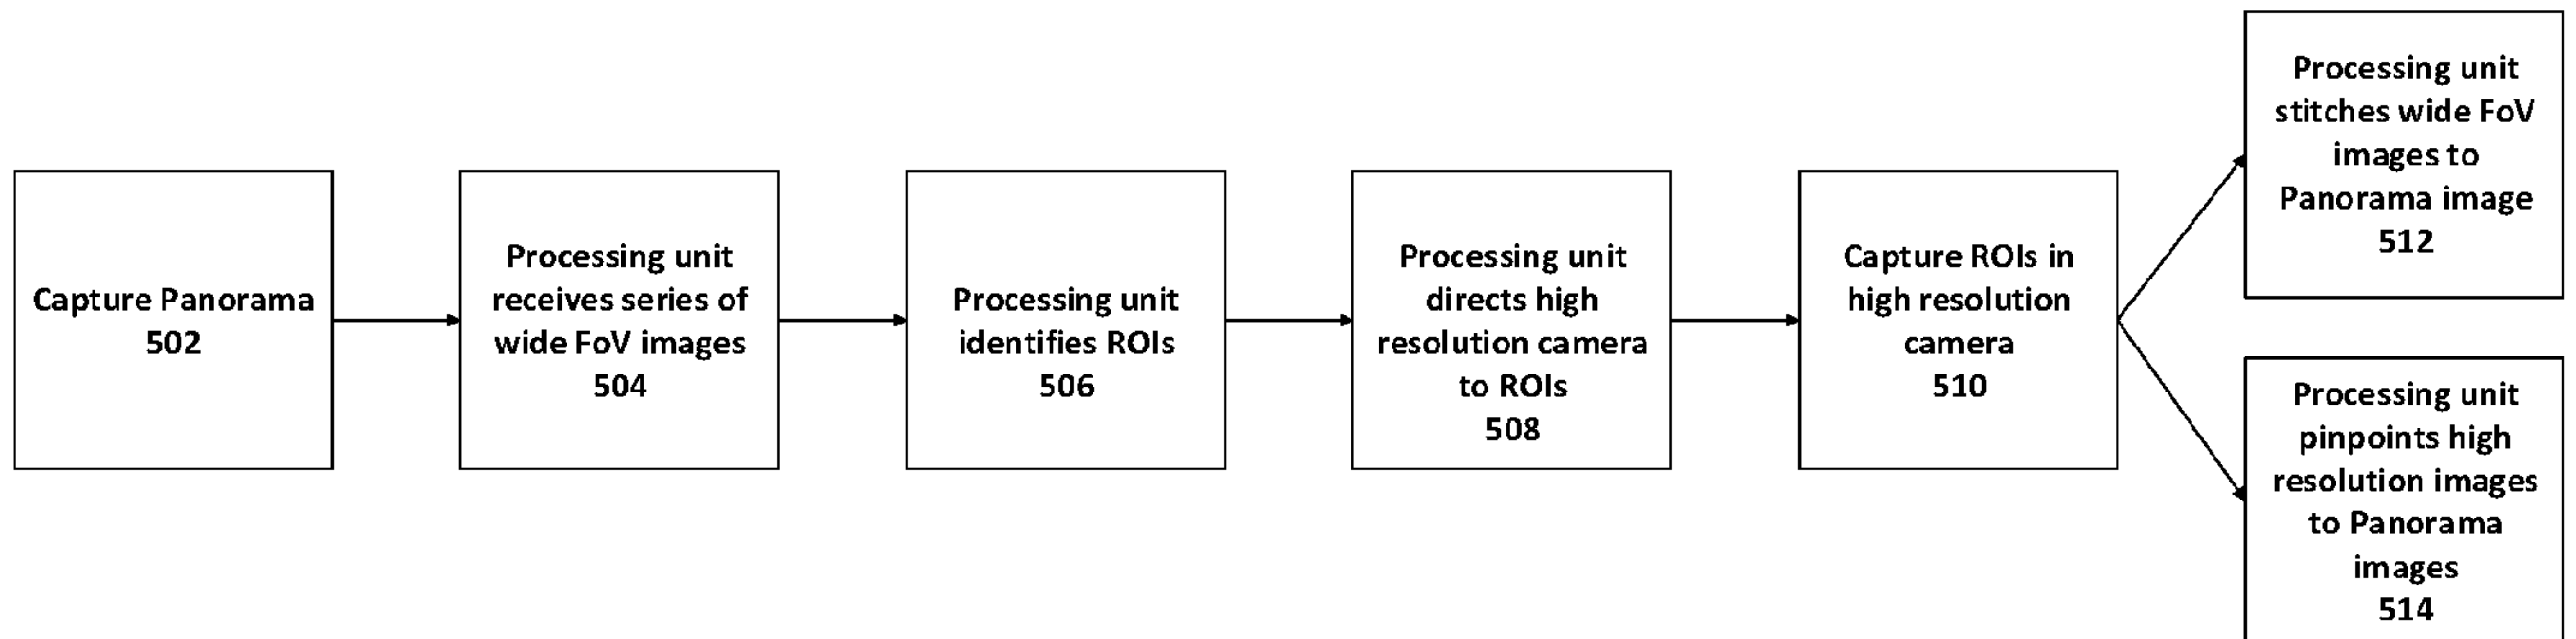 Capture Panorama
502
Processing unit
receives series of
wide FoV images
504
Processing unit
identifies ROIs
506
Processing unit
directs high
resolution camera
to ROIs
508
Capture ROIs in
high resolution
camera
510
Processing unit
stitches wide FoV
images to
Panorama image
512
Processing unit
pinpoints high
resolution images
to Panorama
images
514